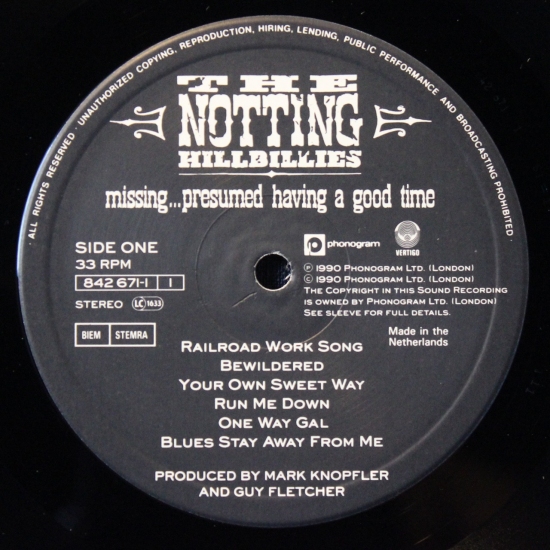 ALL RIGHTS RESERVED · UNAUTHORIZED COPYING, REPRODUCTION, HIRING, LENDING, PUBLIC PERFORMANCE AND BROADCASTING PROHIBITED ·
THE
NOTTING
HILLBILLIES
missing...presumed having a good time
SIDE ONE
33 RPM
842 671-1 | 1
STEREO LC 1633
BIEM STEMRA
p phonogram
VERTIGO
℗ 1990 PHONOGRAM LTD. (LONDON)
© 1990 PHONOGRAM LTD. (LONDON)
THE COPYRIGHT IN THIS SOUND RECORDING
IS OWNED BY PHONOGRAM LTD. (LONDON)
SEE SLEEVE FOR FULL DETAILS.
Made in the
Netherlands
RAILROAD WORK SONG
BEWILDERED
YOUR OWN SWEET WAY
RUN ME DOWN
ONE WAY GAL
BLUES STAY AWAY FROM ME
PRODUCED BY MARK KNOPFLER
AND GUY FLETCHER